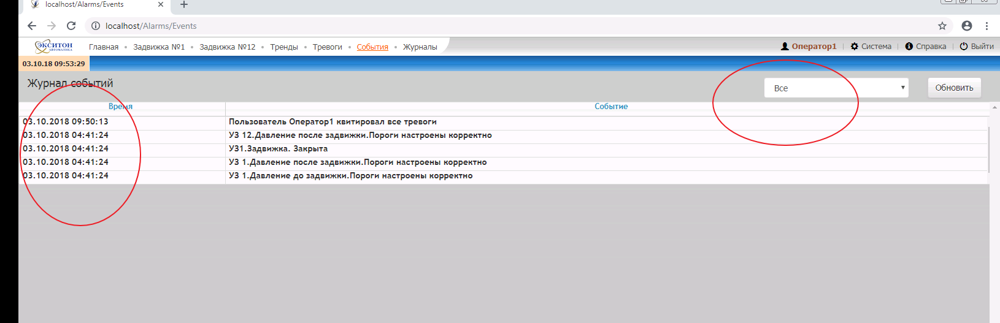 localhost/Alarms/Events
localhost/Alarms/Events
ЭКСИТОН
АВТОМАТИКА
Главная • Задвижка №1 • Задвижка №12 • Тренды • Тревоги • События • Журналы
Оператор1 | Система | Справка | Выйти
03.10.18 09:53:29
Журнал событий
Все
Обновить
Время Событие
03.10.2018 09:50:13 Пользователь Оператор1 квитировал все тревоги
03.10.2018 04:41:24 УЗ 12.Давление после задвижки.Пороги настроены корректно
03.10.2018 04:41:24 УЗ1.Задвижка. Закрыта
03.10.2018 04:41:24 УЗ 1.Давление после задвижки.Пороги настроены корректно
03.10.2018 04:41:24 УЗ 1.Давление до задвижки.Пороги настроены корректно